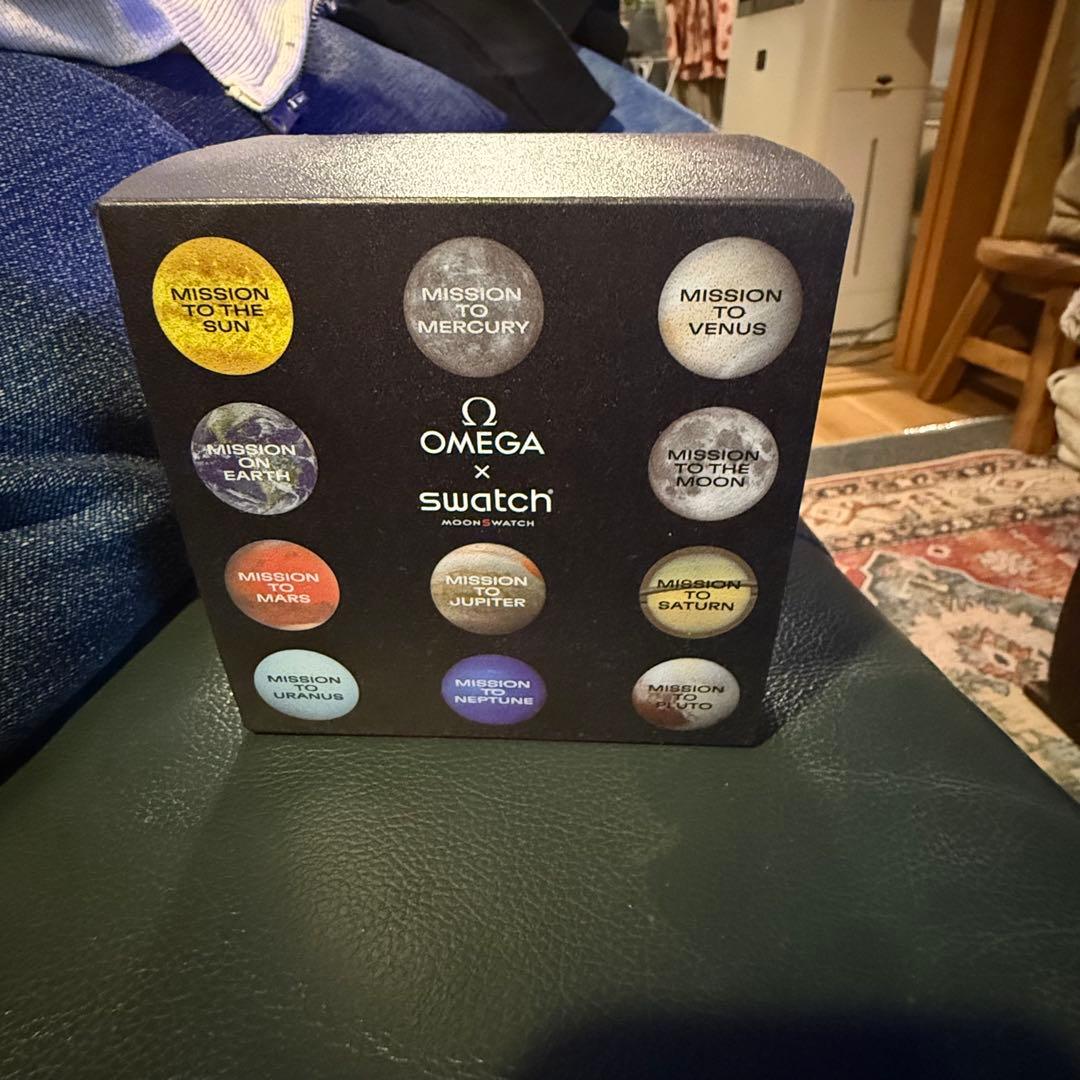 MISSION
TO THE
SUN
MISSION
TO
MERCURY
MISSION
TO
VENUS
MISSION
ON
EARTH
Ω
OMEGA
×
swatch
MOONSWATCH
MISSION
TO THE
MOON
MISSION
TO
MARS
MISSION
TO
JUPITER
MISSION
TO
SATURN
MISSION
TO
URANUS
MISSION
TO
NEPTUNE
MISSION
TO
PLUTO